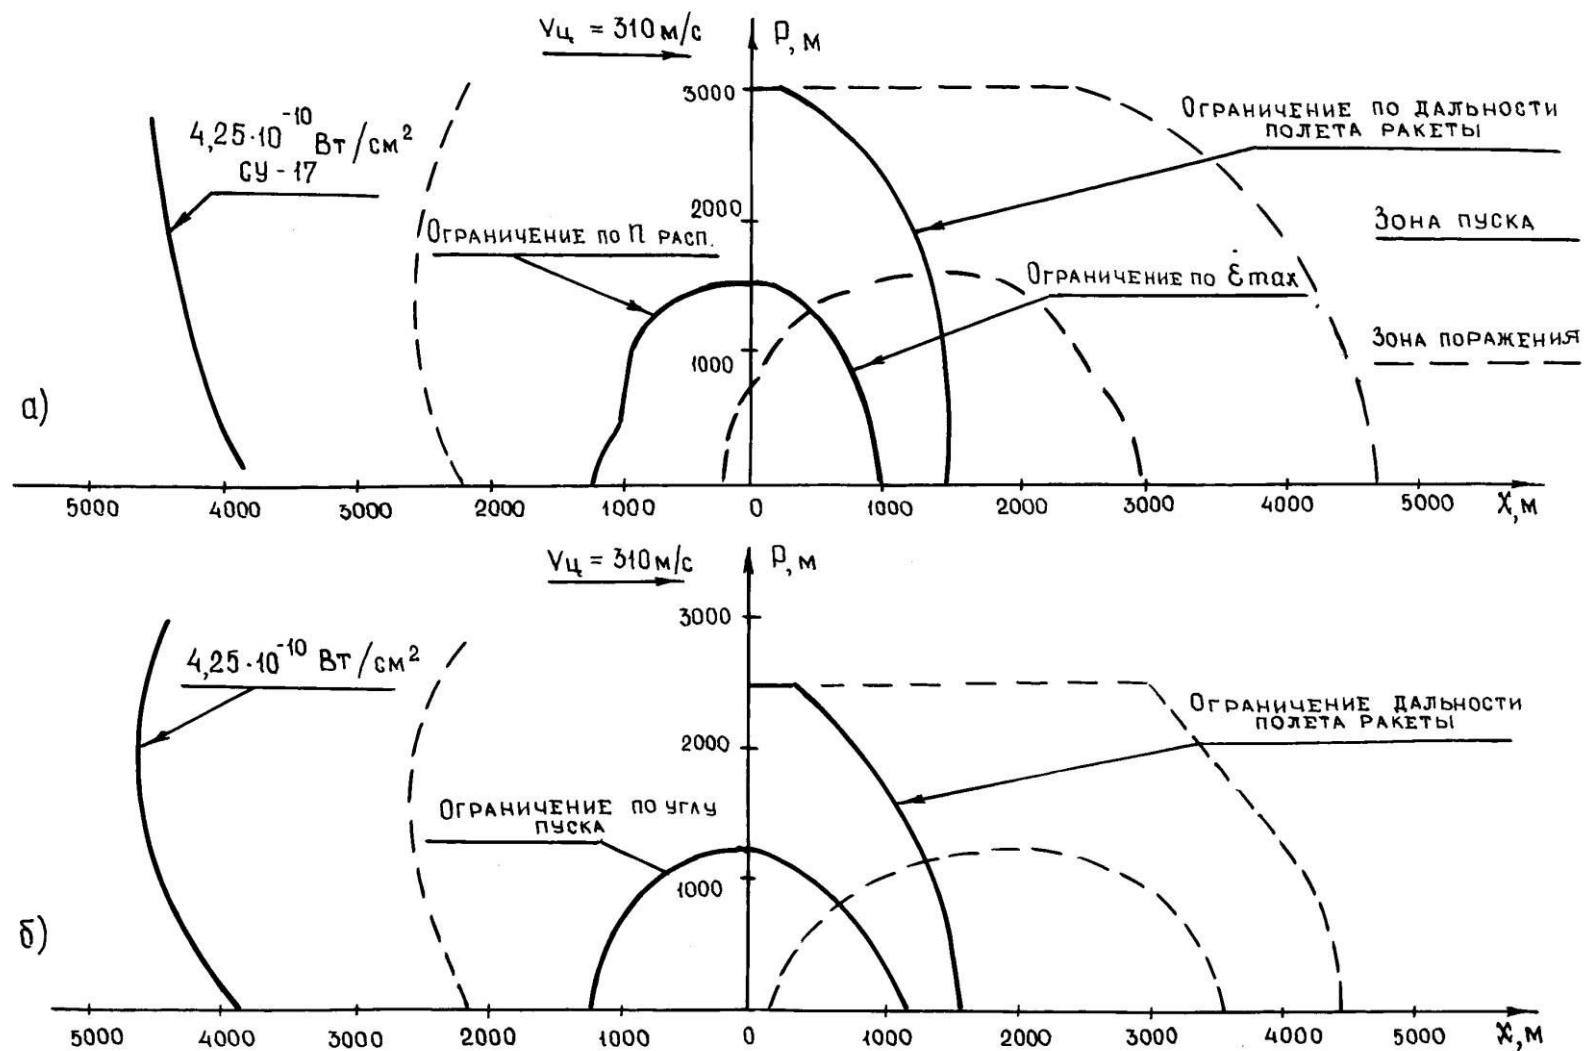 Vц = 310 м/с
Р, м
3000
2000
1000
4,25·10⁻¹⁰ Вт/см²
СУ-17
Ограничение по П расп.
Ограничение по дальности
полета ракеты
Ограничение по ε̇max
Зона пуска
Зона поражения
а)
5000 4000 3000 2000 1000 0 1000 2000 3000 4000 5000 X, м
Vц = 310 м/с
Р, м
3000
2000
1000
4,25·10⁻¹⁰ Вт/см²
Ограничение по углу
пуска
Ограничение дальности
полета ракеты
б)
5000 4000 3000 2000 1000 0 1000 2000 3000 4000 5000 X, м